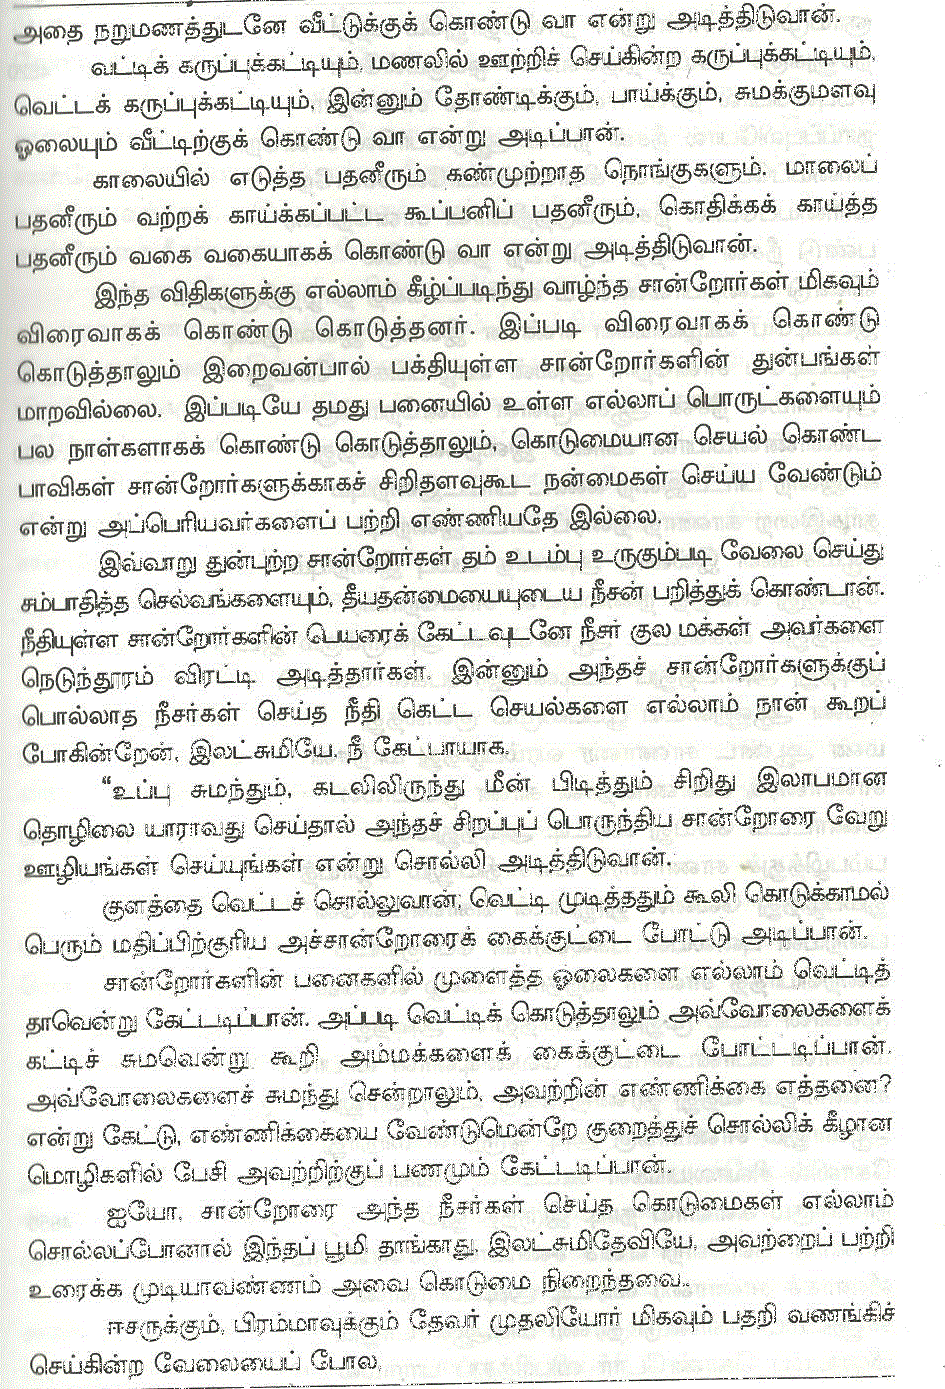 அதை நறுமணத்துடனே வீட்டுக்குக் கொண்டு வா என்று அடித்திடுவான்.
வட்டிக் கருப்புக்கட்டியும், மணலில் ஊற்றிச் செய்கின்ற கருப்புக்கட்டியும்,
வெட்டக் கருப்புக்கட்டியும், இன்னும் தோண்டிக்கும், பாய்க்கும், சுமக்குமளவு
ஓலையும் வீட்டிற்குக் கொண்டு வா என்று அடிப்பான்.
காலையில் எடுத்த பதனீரும் கண்முற்றாத நொங்குகளும், மாலைப்
பதனீரும் வற்றக் காய்க்கப்பட்ட கூப்பனிப் பதனீரும், கொதிக்கக் காய்த்த
பதனீரும் வகை வகையாகக் கொண்டு வா என்று அடித்திடுவான்.
இந்த விதிகளுக்கு எல்லாம் கீழ்ப்படிந்து வாழ்ந்த சான்றோர்கள் மிகவும்
விரைவாகக் கொண்டு கொடுத்தனர். இப்படி விரைவாகக் கொண்டு
கொடுத்தாலும் இறைவன்பால் பக்தியுள்ள சான்றோர்களின் துன்பங்கள்
மாறவில்லை. இப்படியே தமது பனையில் உள்ள எல்லாப் பொருட்களையும்
பல நாள்களாகக் கொண்டு கொடுத்தாலும், கொடுமையான செயல் கொண்ட
பாவிகள் சான்றோர்களுக்காகச் சிறிதளவுகூட நன்மைகள் செய்ய வேண்டும்
என்று அப்பெரியவர்களைப் பற்றி எண்ணியதே இல்லை.
இவ்வாறு துன்புற்ற சான்றோர்கள் தம் உடம்பு உருகும்படி வேலை செய்து
சம்பாதித்த செல்வங்களையும், தீயதன்மையையுடைய நீசன் பறித்துக் கொண்டான்.
நீதியுள்ள சான்றோர்களின் பெயரைக் கேட்டவுடனே நீசர் குல மக்கள் அவர்களை
நெடுந்தூரம் விரட்டி அடித்தார்கள். இன்னும் அந்தச் சான்றோர்களுக்குப்
பொல்லாத நீசர்கள் செய்த நீதி கெட்ட செயல்களை எல்லாம் நான் கூறப்
போகின்றேன், இலட்சுமியே, நீ கேட்பாயாக,
“உப்பு சுமந்தும், கடலிலிருந்து மீன் பிடித்தும் சிறிது இலாபமான
தொழிலை யாராவது செய்தால் அந்தச் சிறப்புப் பொருந்திய சான்றோரை வேறு
ஊழியங்கள் செய்யுங்கள் என்று சொல்லி அடித்திடுவான்.
குளத்தை வெட்டச் சொல்லுவான்; வெட்டி முடித்ததும் கூலி கொடுக்காமல்
பெரும் மதிப்பிற்குரிய அச்சான்றோரைக் கைக்குட்டை போட்டு அடிப்பான்.
சான்றோர்களின் பனைகளில் முளைத்த ஓலைகளை எல்லாம் வெட்டித்
தாவென்று கேட்டடிப்பான். அப்படி வெட்டிக் கொடுத்தாலும் அவ்வோலைகளைக்
கட்டிச் சுமவென்று கூறி அம்மக்களைக் கைக்குட்டை போட்டடிப்பான்.
அவ்வோலைகளைச் சுமந்து சென்றாலும், அவற்றின் எண்ணிக்கை எத்தனை?
என்று கேட்டு, எண்ணிக்கையை வேண்டுமென்றே குறைத்துச் சொல்லிக் கீழான
மொழிகளில் பேசி அவற்றிற்குப் பணமும் கேட்டடிப்பான்.
ஐயோ, சான்றோரை அந்த நீசர்கள் செய்த கொடுமைகள் எல்லாம்
சொல்லப்போனால் இந்தப் பூமி தாங்காது, இலட்சுமிதேவியே, அவற்றைப் பற்றி
உரைக்க முடியாவண்ணம் அவை கொடுமை நிறைந்தவை..
ஈசருக்கும், பிரம்மாவுக்கும் தேவர் முதலியோர் மிகவும் பதறி வணங்கிச்
செய்கின்ற வேலையைப் போல,